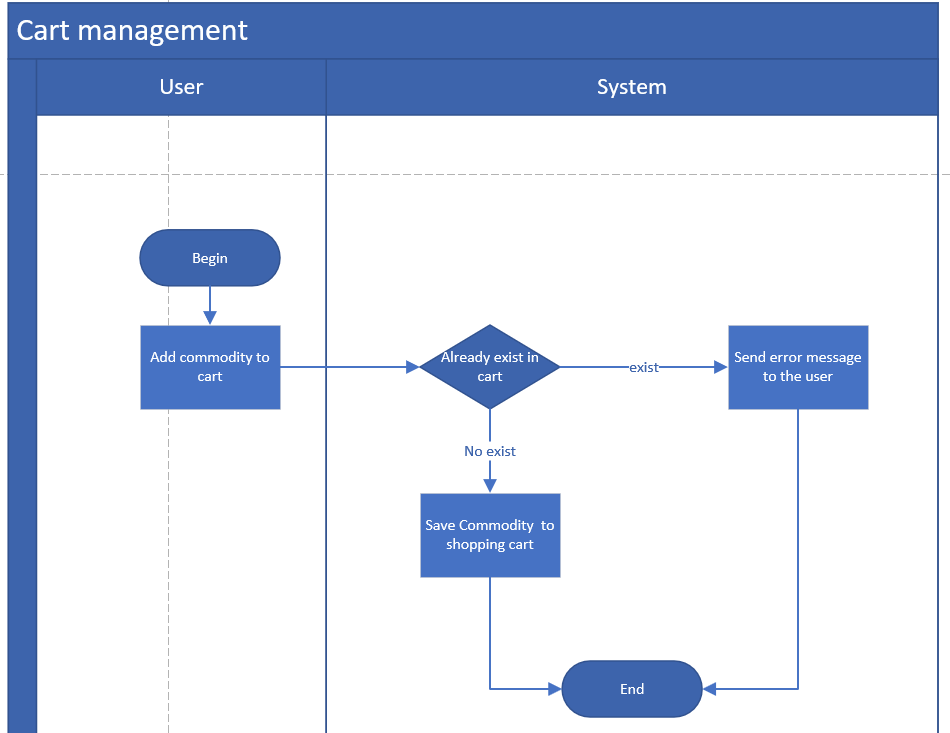 Cart management
User
System
Begin
Add commodity to
cart
Already exist in
cart
exist
Send error message
to the user
No exist
Save Commodity  to
shopping cart
End